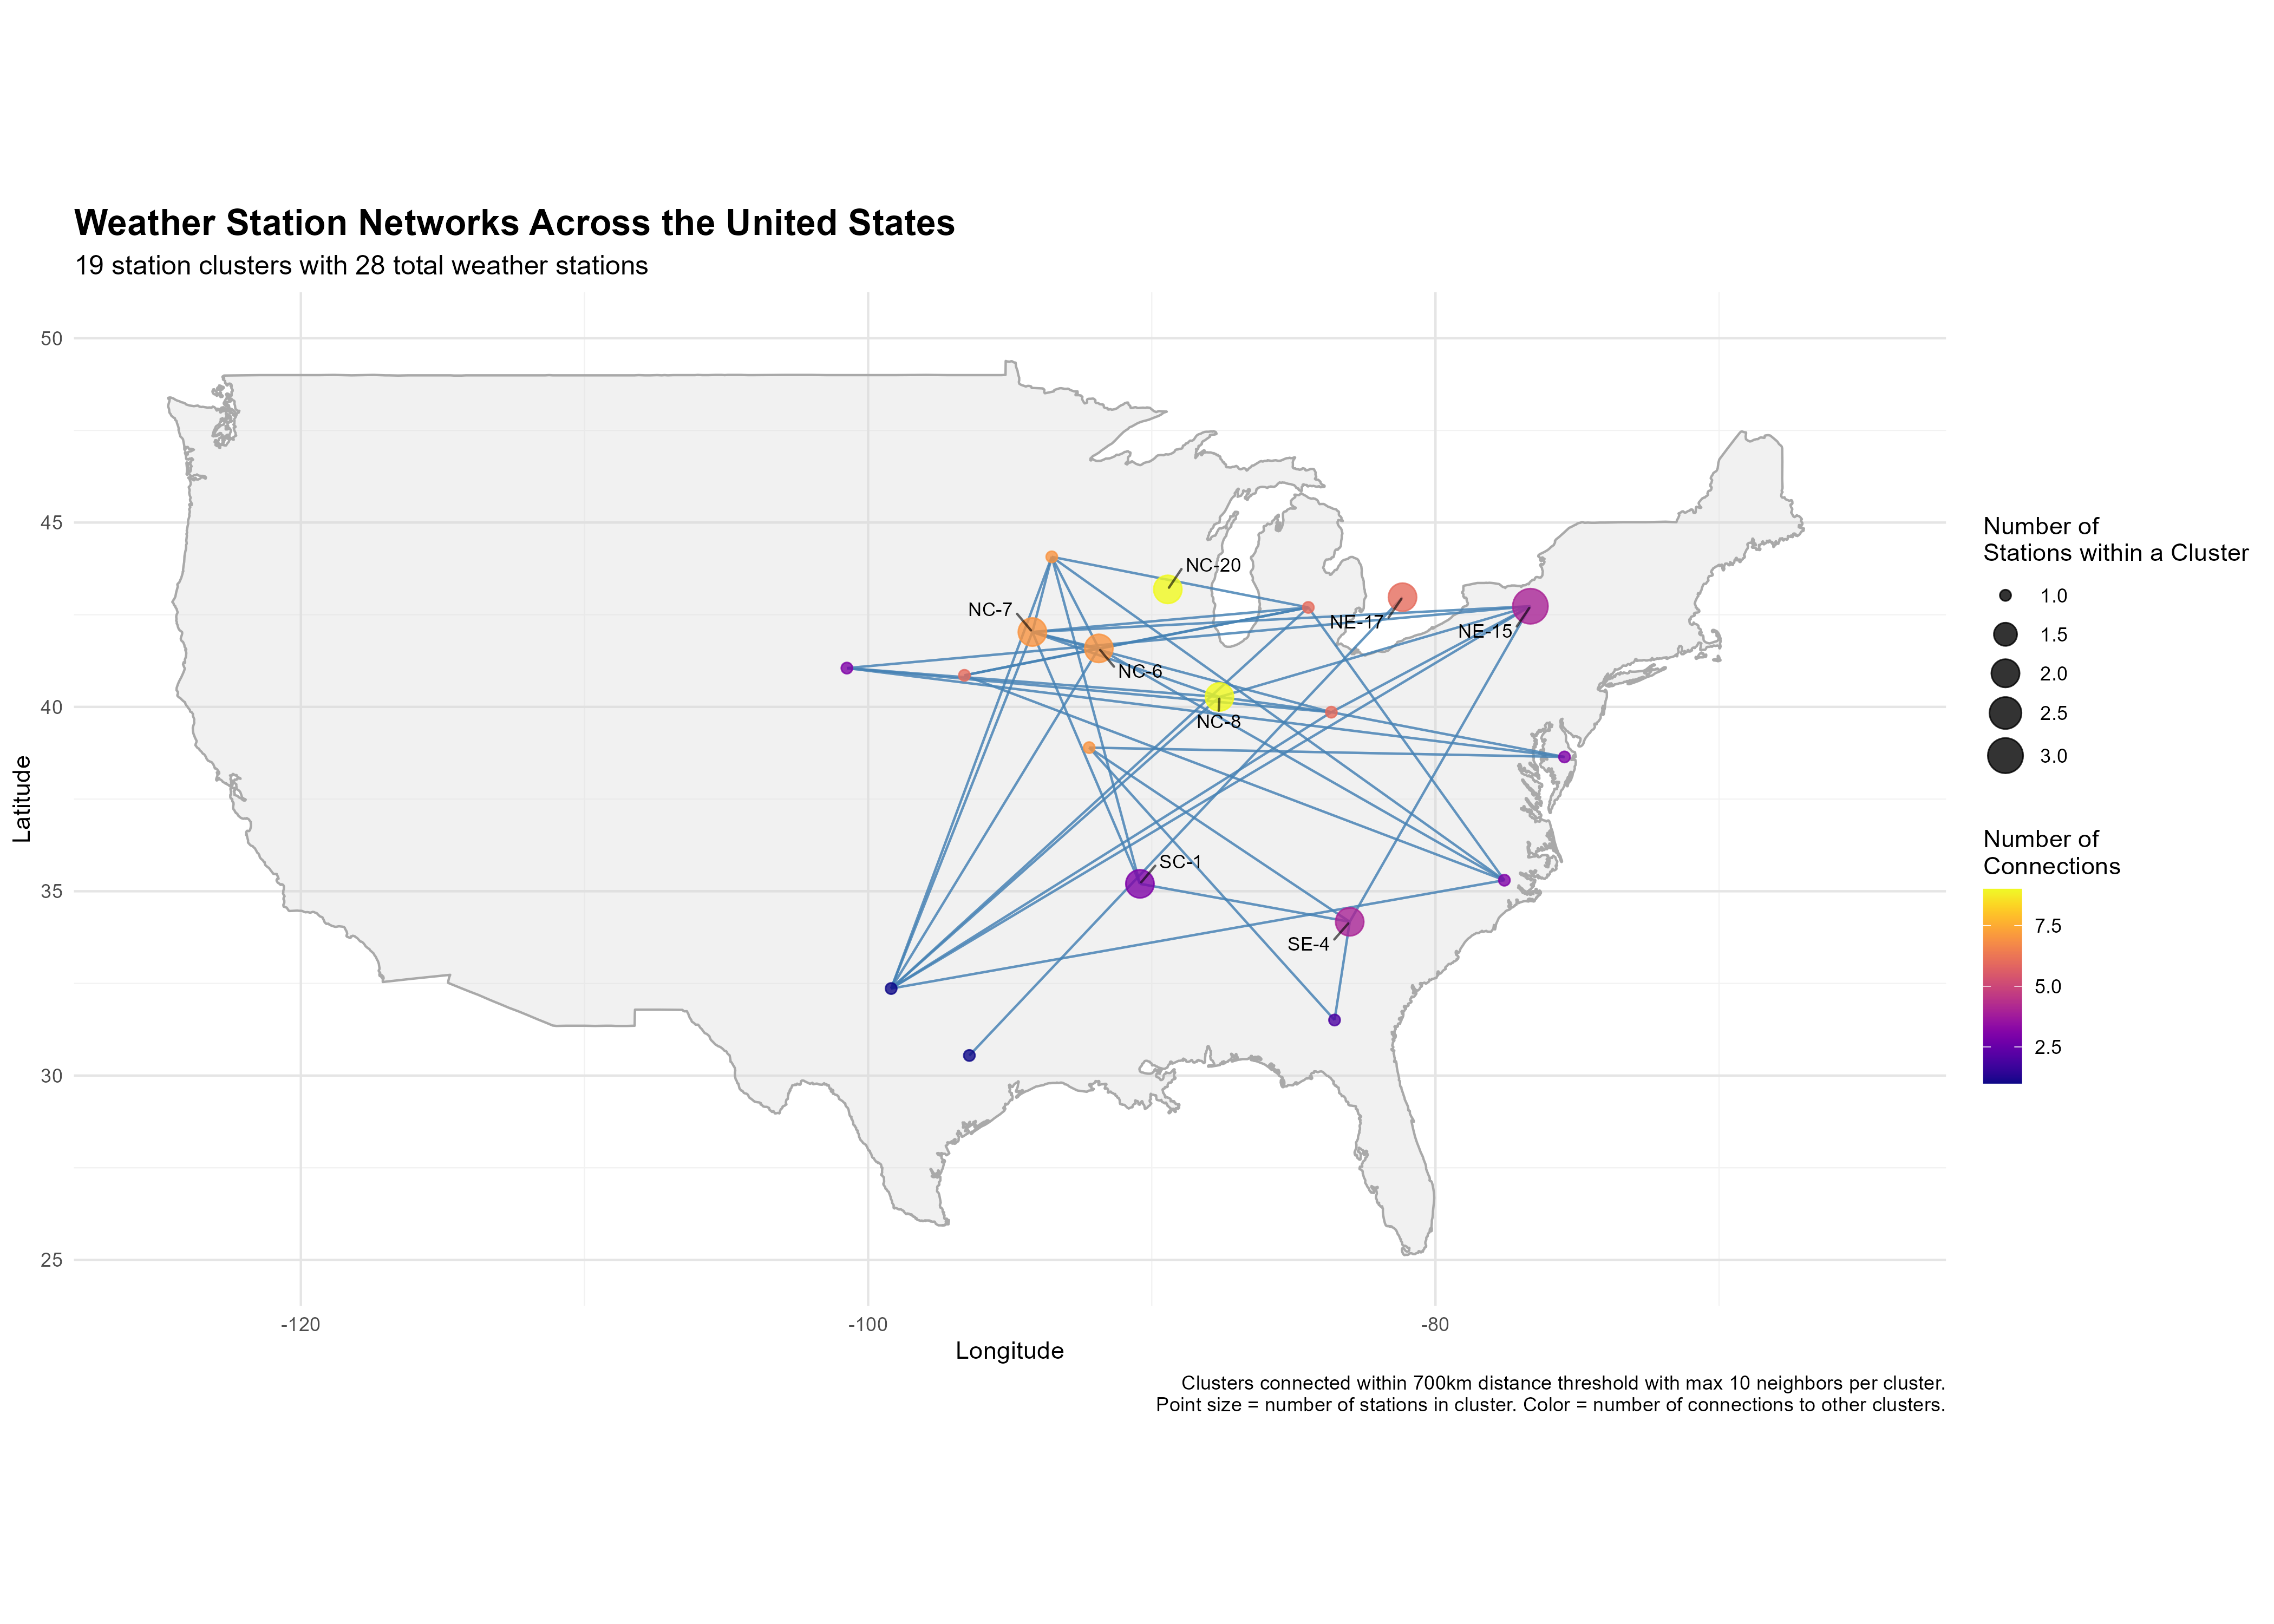 Weather Station Networks Across the United States
19 station clusters with 28 total weather stations
50
45
40
35
30
25
Latitude
-120
-100
-80
Longitude
NC-20
NC-7
NE-17
NE-15
NC-6
NC-8
SC-1
SE-4
Number of
Stations within a Cluster
1.0
1.5
2.0
2.5
3.0
Number of
Connections
7.5
5.0
2.5
Clusters connected within 700km distance threshold with max 10 neighbors per cluster.
Point size = number of stations in cluster. Color = number of connections to other clusters.